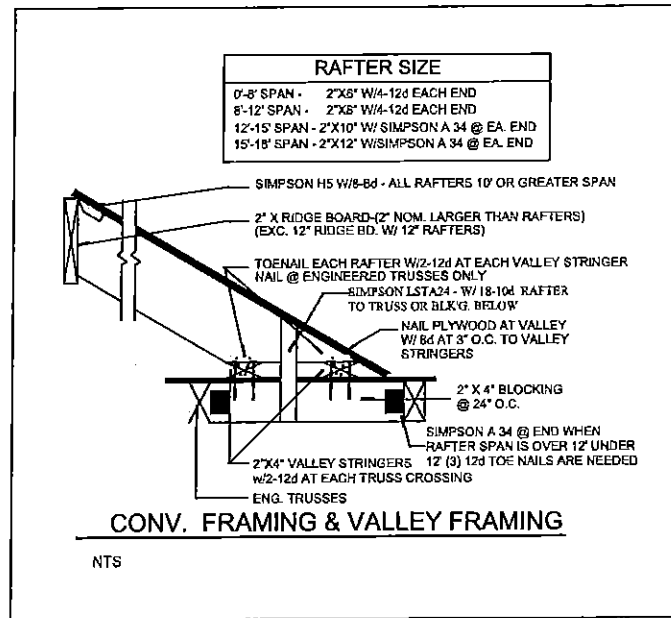 RAFTER SIZE
0'-8' SPAN - 2"X6" W/4-12d EACH END
8'-12' SPAN - 2"X8" W/4-12d EACH END
12'-15' SPAN - 2"X10" W/ SIMPSON A 34 @ EA. END
15'-18' SPAN - 2"X12" W/SIMPSON A 34 @ EA. END
SIMPSON H5 W/8-8d - ALL RAFTERS 10' OR GREATER SPAN
2" X RIDGE BOARD-(2" NOM. LARGER THAN RAFTERS)
(EXC. 12" RIDGE BD. W/ 12" RAFTERS)
TOENAIL EACH RAFTER W/2-12d AT EACH VALLEY STRINGER
NAIL @ ENGINEERED TRUSSES ONLY
SIMPSON LSTA24 - W/ 18-10d RAFTER
TO TRUSS OR BLK'G. BELOW
NAIL PLYWOOD AT VALLEY
W/ 8d AT 3" O.C. TO VALLEY
STRINGERS
2" X 4" BLOCKING
@ 24" O.C.
SIMPSON A 34 @ END WHEN
RAFTER SPAN IS OVER 12' UNDER
12' (3) 12d TOE NAILS ARE NEEDED
2"X4" VALLEY STRINGERS
w/2-12d AT EACH TRUSS CROSSING
ENG. TRUSSES
CONV. FRAMING & VALLEY FRAMING
NTS